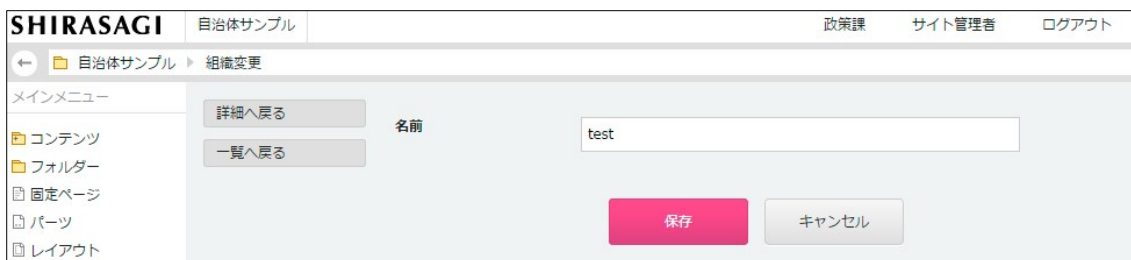 SHIRASAGI 自治体サンプル 政策課 サイト管理者 ログアウト
自治体サンプル 組織変更
メインメニュー
コンテンツ
フォルダー
固定ページ
パーツ
レイアウト
詳細へ戻る
一覧へ戻る
名前 test
保存 キャンセル